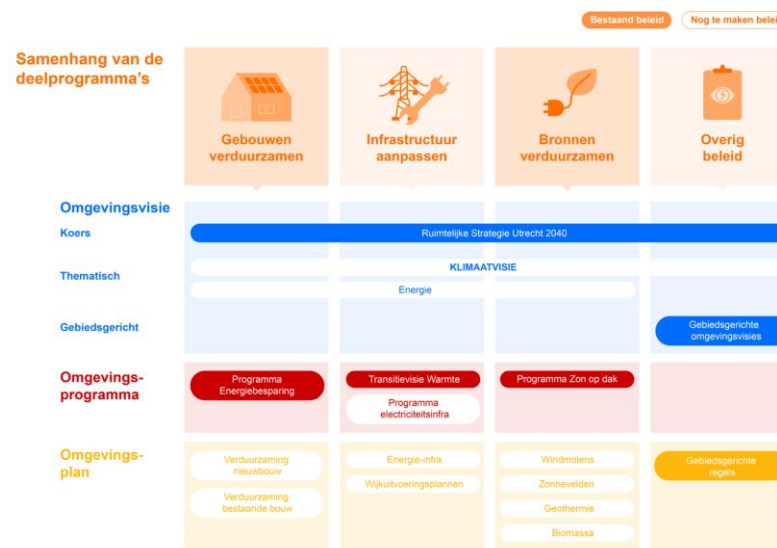 Bestaand beleid
Nog te maken belei
Samenhang van de
deelprogramma's
Gebouwen
verduurzamen
Infrastructuur
aanpassen
Bronnen
verduurzamen
Overig
beleid
Omgevingsvisie
Koers
Ruimtelijke Strategie Utrecht 2040
Thematisch
KLIMAATVISIE
Energie
Gebiedsgericht
Gebiedsgerichte
omgevingsvisies
Omgevings-
programma
Programma
Energiebesparing
Transitievisie Warmte
Programma
electriciteitsinfra
Programma Zon op dak
Omgevings-
plan
Verduurzaming
nieuwbouw
Verduurzaming
bestaande bouw
Energie-infra
Wijkuitvoeringsplannen
Windmolens
Zonnevelden
Geothermie
Biomassa
Gebiedsgerichte
regels